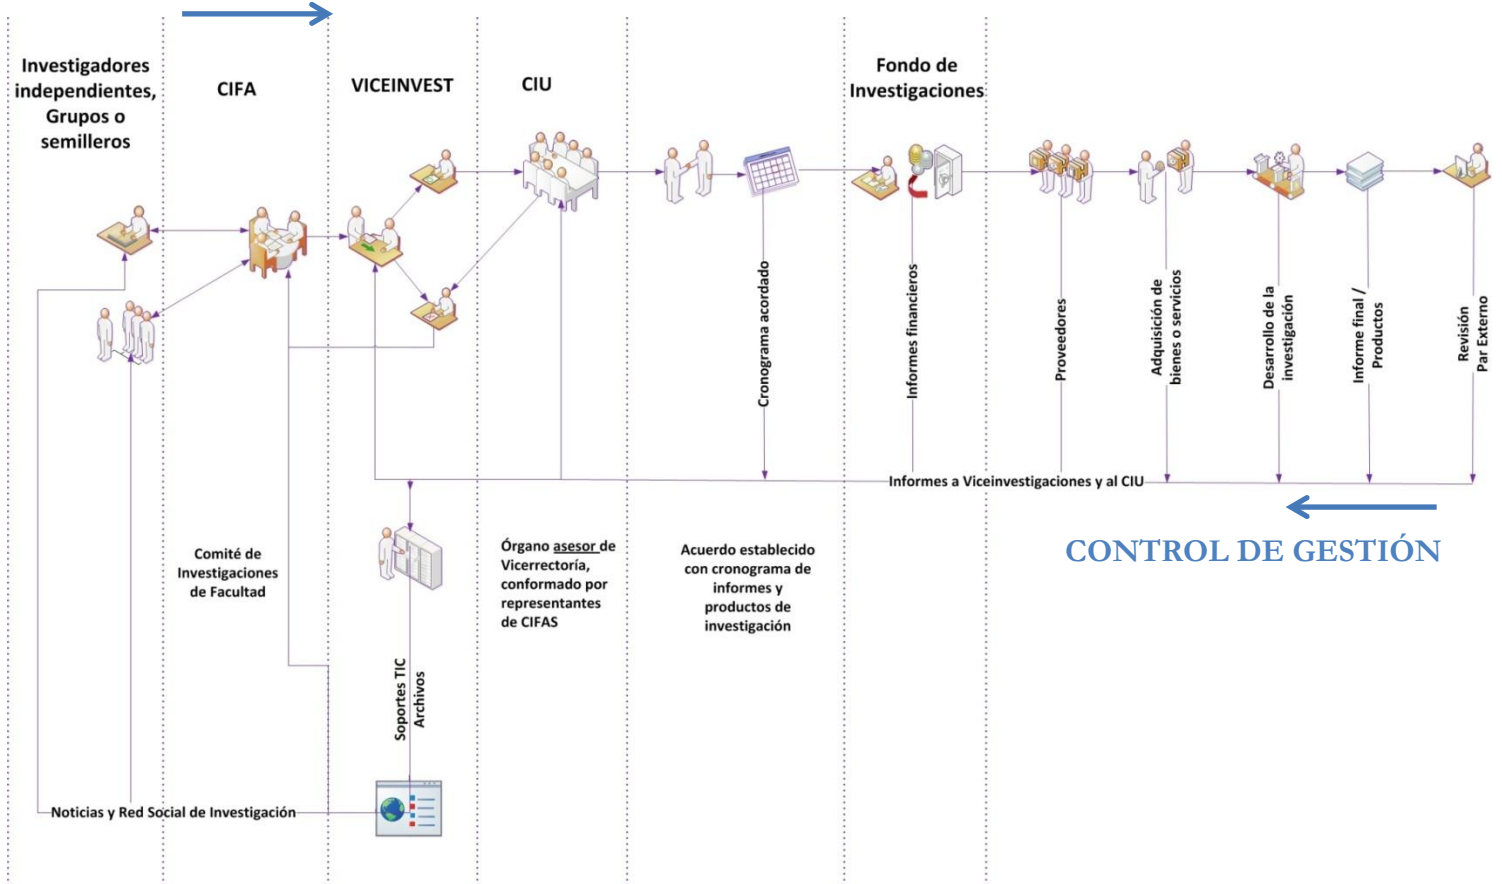 Investigadores
independientes,
Grupos o
semilleros
CIFA
VICEINVEST
CIU
Fondo de
Investigaciones
Cronograma acordado
Informes financieros
Proveedores
Adquisición de
bienes o servicios
Desarrollo de la
investigación
Informe final /
Productos
Revisión
Par Externo
Informes a Viceinvestigaciones y al CIU
CONTROL DE GESTIÓN
Comité de
Investigaciones
de Facultad
Órgano asesor de
Vicerrectoría,
conformado por
representantes
de CIFAS
Acuerdo establecido
con cronograma de
informes y
productos de
investigación
Soportes TIC
Archivos
Noticias y Red Social de Investigación